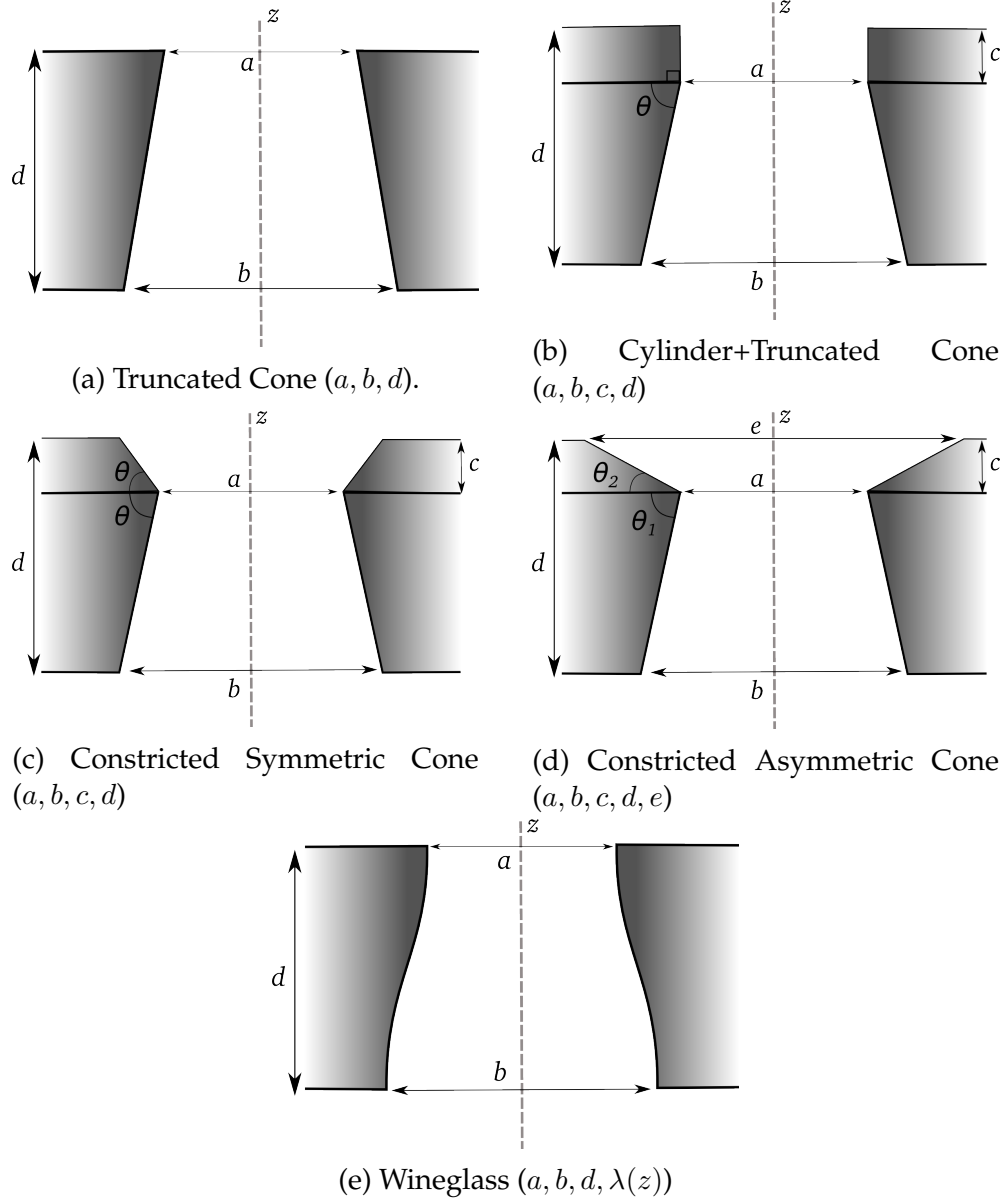 z
a
d
b
(a) Truncated Cone (a, b, d).
z
c
a
θ
d
b
(b) Cylinder+Truncated Cone
(a, b, c, d)
z
θ
a
c
θ
d
b
(c) Constricted Symmetric Cone
(a, b, c, d)
z
e
c
θ2
a
θ1
d
b
(d) Constricted Asymmetric Cone
(a, b, c, d, e)
z
a
d
b
(e) Wineglass (a, b, d, λ(z))